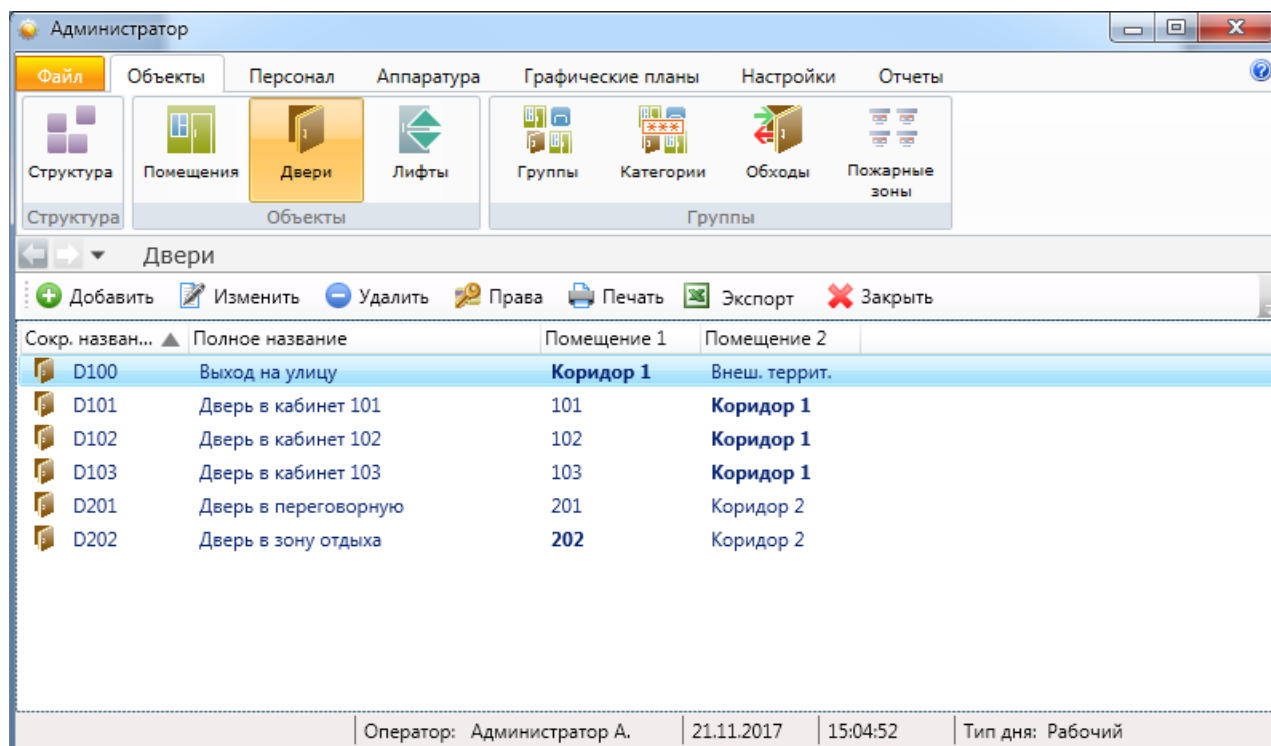 Администратор
Файл Объекты Персонал Аппаратура Графические планы Настройки Отчеты
Структура Помещения Двери Лифты Группы Категории Обходы Пожарные зоны
Структура Объекты Группы
Двери
Добавить Изменить Удалить Права Печать Экспорт Закрыть
Сокр. назван... Полное название Помещение 1 Помещение 2
D100 Выход на улицу Коридор 1 Внеш. террит.
D101 Дверь в кабинет 101 101 Коридор 1
D102 Дверь в кабинет 102 102 Коридор 1
D103 Дверь в кабинет 103 103 Коридор 1
D201 Дверь в переговорную 201 Коридор 2
D202 Дверь в зону отдыха 202 Коридор 2
Оператор: Администратор А. 21.11.2017 15:04:52 Тип дня: Рабочий